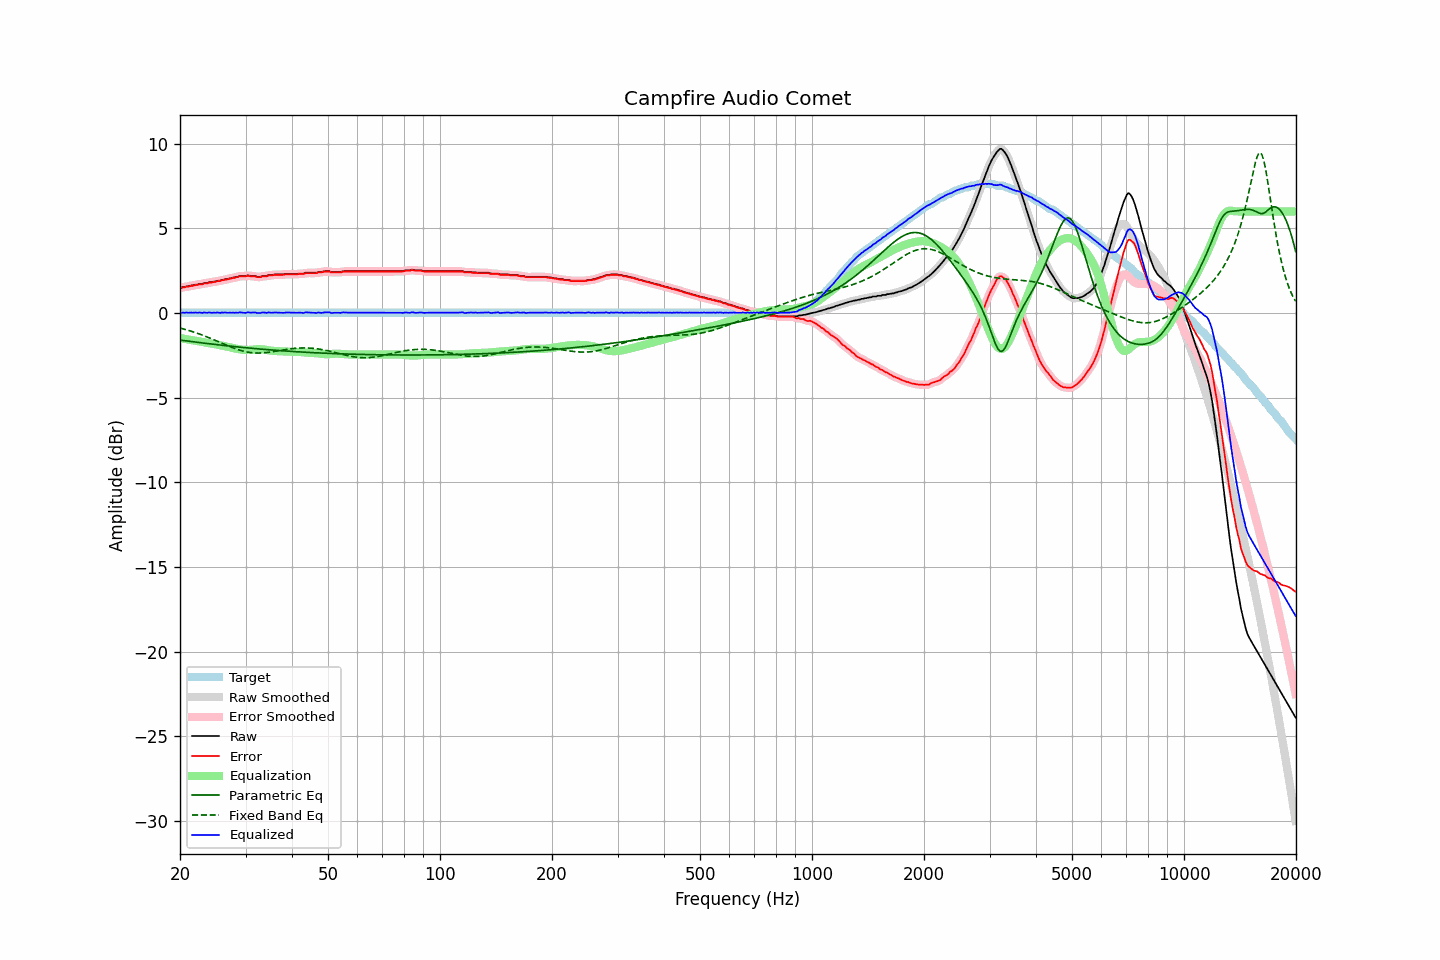 Campfire Audio Comet
10
5
0
−5
−10
−15
−20
−25
−30
Amplitude (dBr)
Target
Raw Smoothed
Error Smoothed
Raw
Error
Equalization
Parametric Eq
Fixed Band Eq
Equalized
20 50 100 200 500 1000 2000 5000 10000 20000
Frequency (Hz)